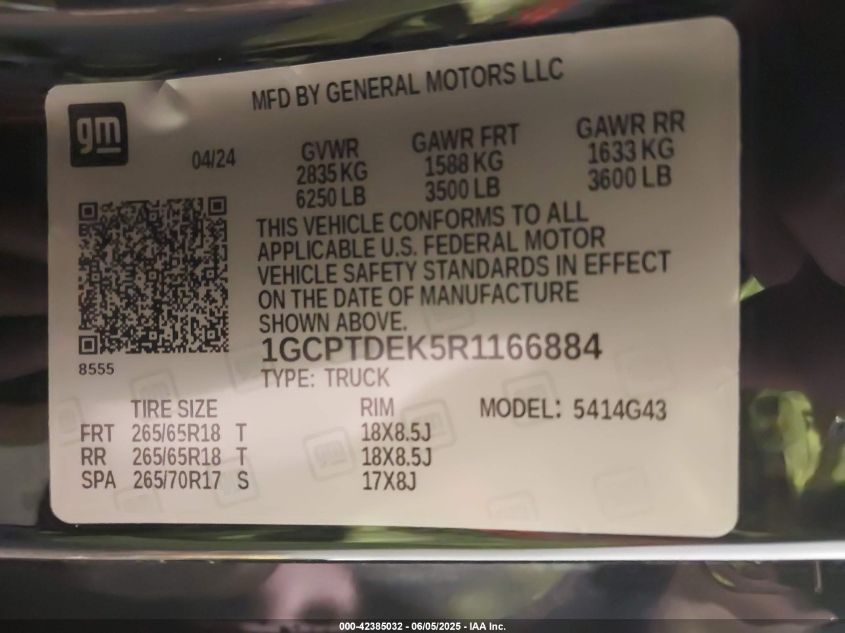 MFD BY GENERAL MOTORS LLC
gm
04/24
GVWR
2835 KG
6250 LB
GAWR FRT
1588 KG
3500 LB
GAWR RR
1633 KG
3600 LB
THIS VEHICLE CONFORMS TO ALL
APPLICABLE U.S. FEDERAL MOTOR
VEHICLE SAFETY STANDARDS IN EFFECT
ON THE DATE OF MANUFACTURE
SHOWN ABOVE.
8555
1GCPTDEK5R1166884
TYPE: TRUCK
TIRE SIZE RIM MODEL: 5414G43
FRT 265/65R18 T 18X8.5J
RR 265/65R18 T 18X8.5J
SPA 265/70R17 S 17X8J
000-42385032 - 06/05/2025 - IAA Inc.